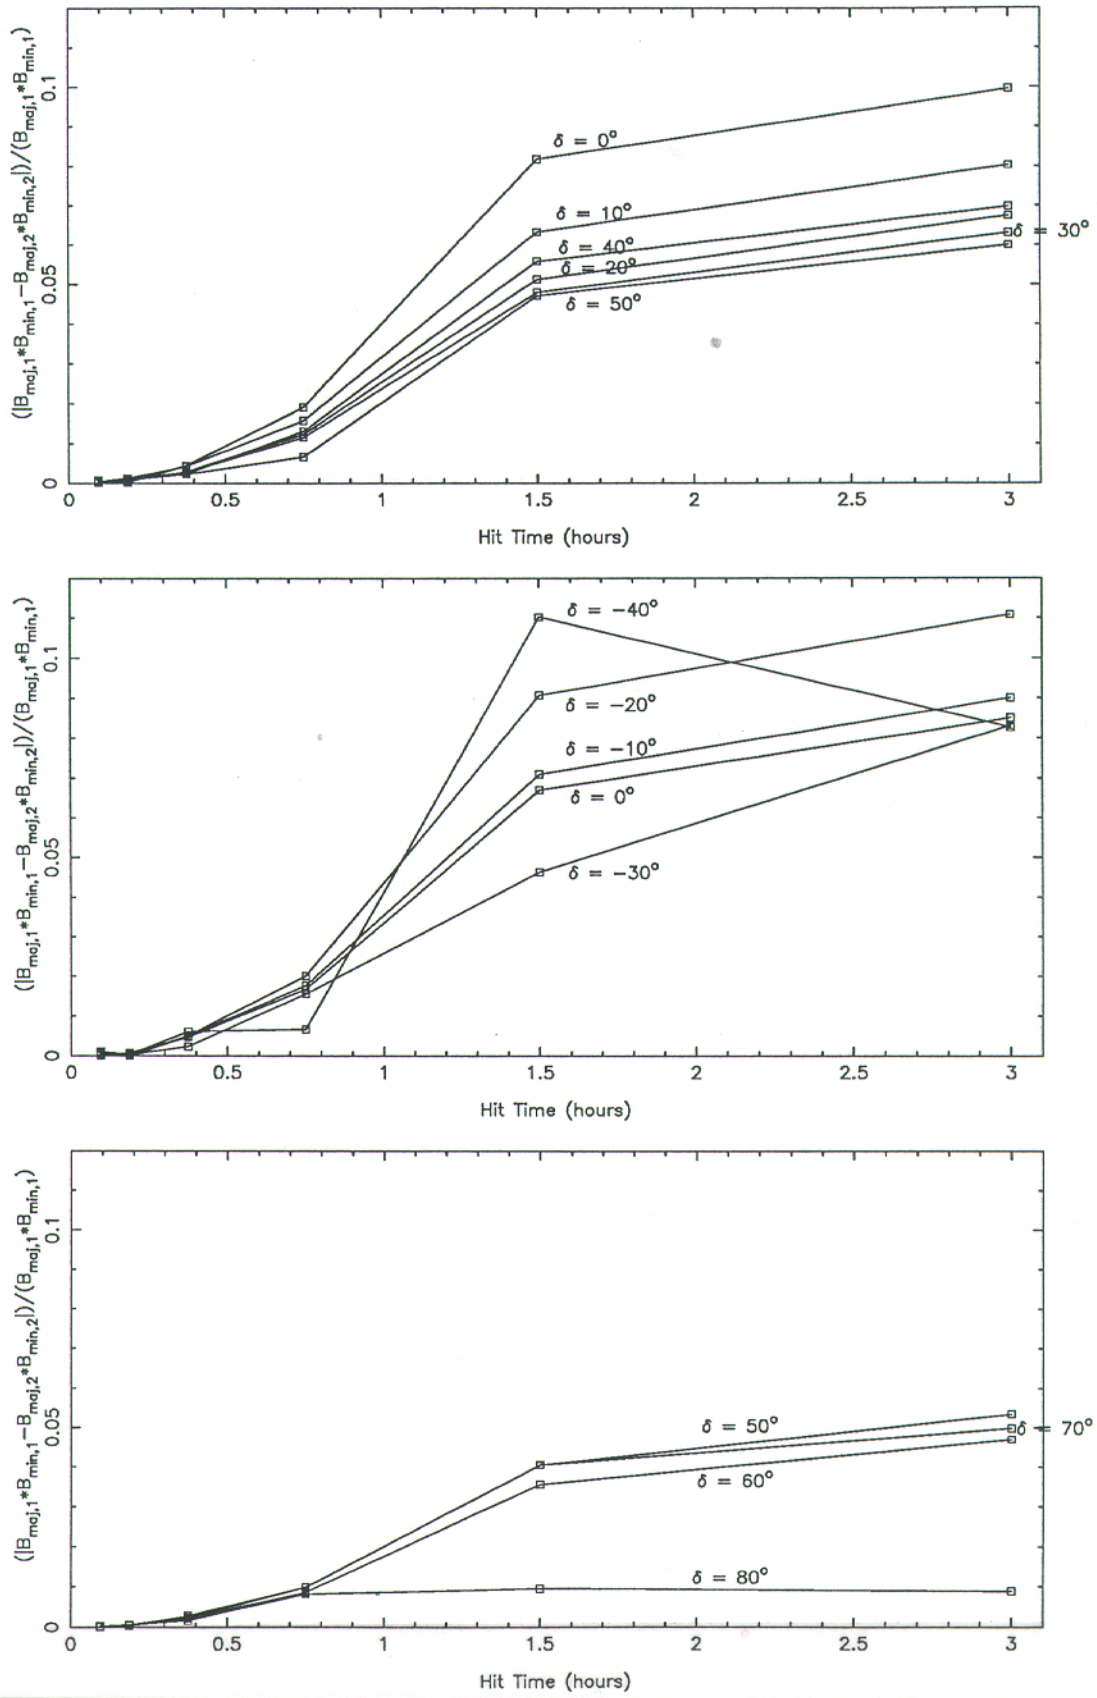 (|B_maj,1*B_min,1−B_maj,2*B_min,2|)/(B_maj,1*B_min,1)
0.1
0.05
0
δ = 0°
δ = 10°
δ = 40°
δ = 20°
δ = 50°
δ = 30°
0 0.5 1 1.5 2 2.5 3
Hit Time (hours)
(|B_maj,1*B_min,1−B_maj,2*B_min,2|)/(B_maj,1*B_min,1)
0.1
0.05
0
δ = −40°
δ = −20°
δ = −10°
δ = 0°
δ = −30°
0 0.5 1 1.5 2 2.5 3
Hit Time (hours)
(|B_maj,1*B_min,1−B_maj,2*B_min,2|)/(B_maj,1*B_min,1)
0.1
0.05
0
δ = 50°
δ = 70°
δ = 60°
δ = 80°
0 0.5 1 1.5 2 2.5 3
Hit Time (hours)